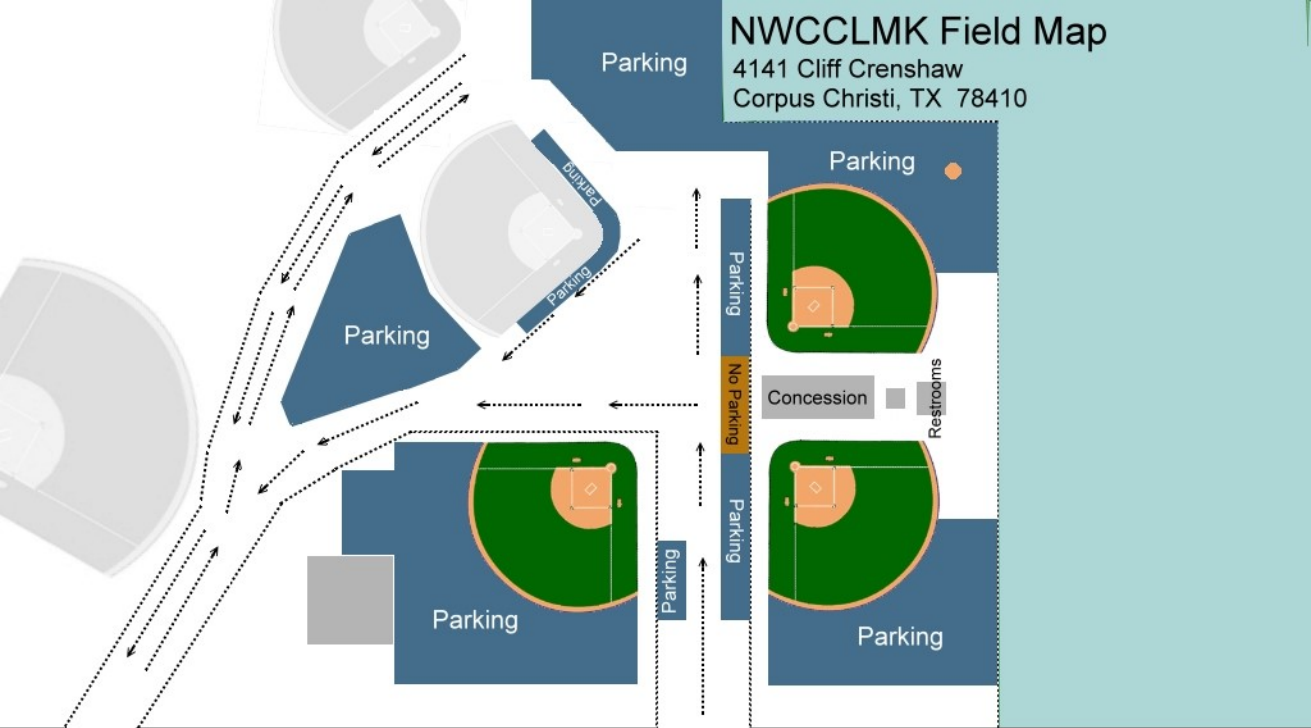 NWCCLMK Field Map
4141 Cliff Crenshaw
Corpus Christi, TX  78410
Parking
Parking
Parking
Parking
Parking
Parking
No Parking
Concession
Restrooms
Parking
Parking
Parking
Parking